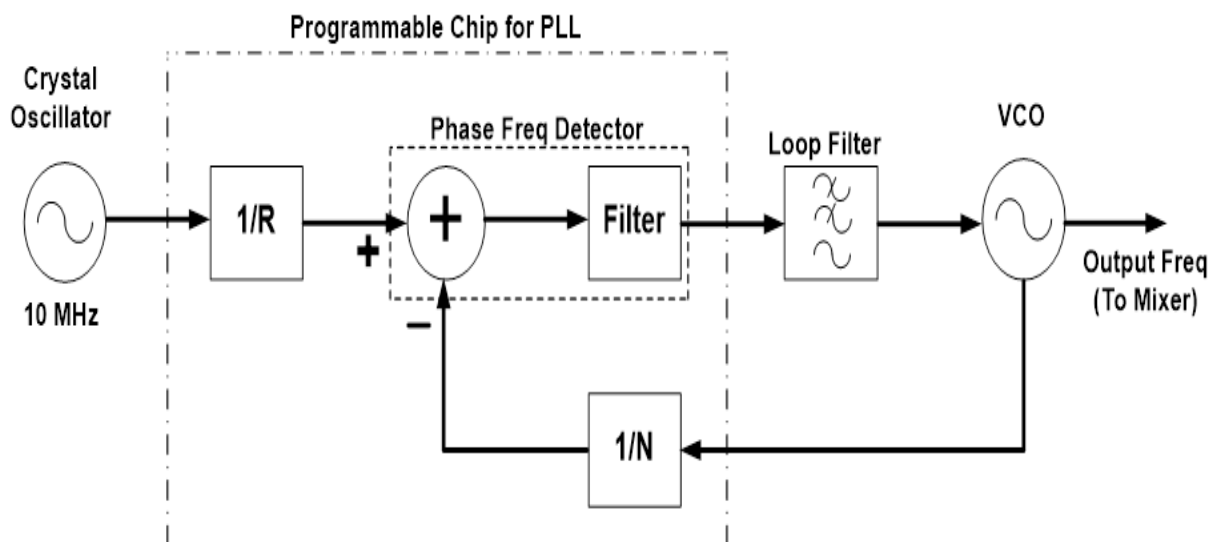 Programmable Chip for PLL
Crystal
Oscillator
10 MHz
1/R
+
Phase Freq Detector
+
Filter
−
Loop Filter
VCO
Output Freq
(To Mixer)
1/N